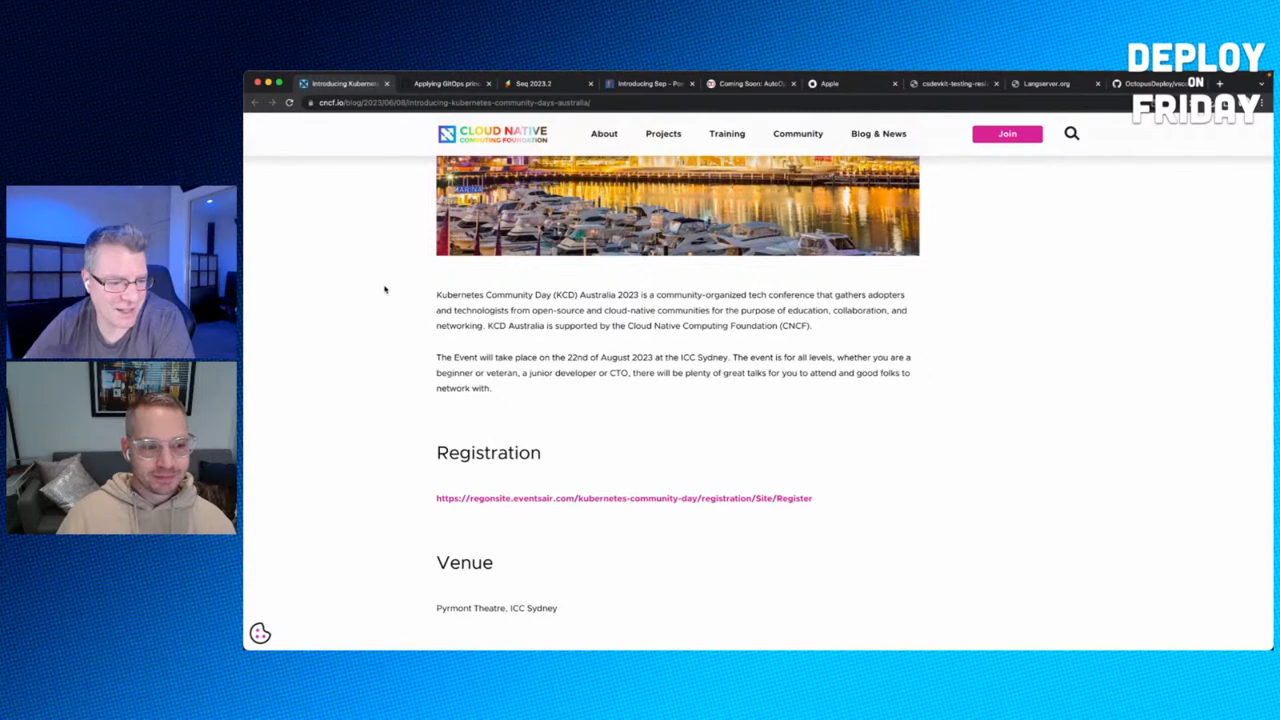 DEPLOY
ON
FRIDAY
Introducing Kubernet
Applying GitOps princ
Seq 2023.2
Introducing Sep - Po
Coming Soon: AutoO
Apple
csdevkit-testing-resu
Langserver.org
OctopusDeploy/vsco
cncf.io/blog/2023/06/08/introducing-kubernetes-community-days-australia/
CLOUD NATIVE
COMPUTING FOUNDATION
About
Projects
Training
Community
Blog & News
Join
MARINA
Kubernetes Community Day (KCD) Australia 2023 is a community-organized tech conference that gathers adopters
and technologists from open-source and cloud-native communities for the purpose of education, collaboration, and
networking. KCD Australia is supported by the Cloud Native Computing Foundation (CNCF).
The Event will take place on the 22nd of August 2023 at the ICC Sydney. The event is for all levels, whether you are a
beginner or veteran, a junior developer or CTO, there will be plenty of great talks for you to attend and good folks to
network with.
Registration
https://regonsite.eventsair.com/kubernetes-community-day/registration/Site/Register
Venue
Pyrmont Theatre, ICC Sydney